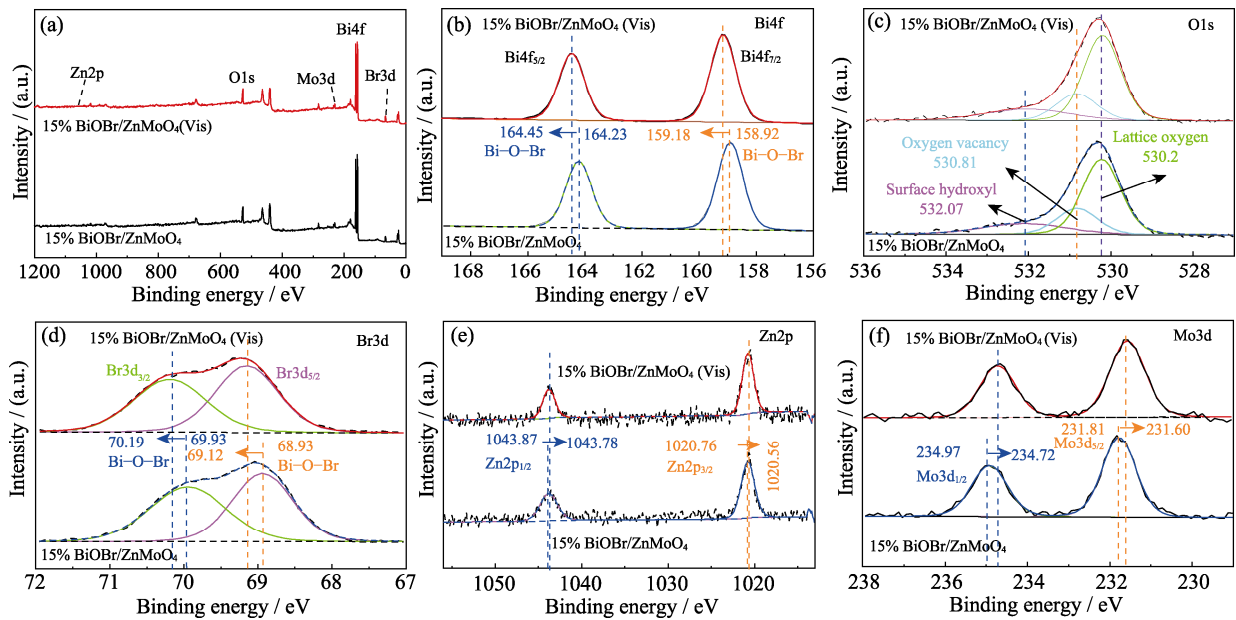 (a)
Bi4f
Zn2p
O1s
Mo3d
Br3d
15% BiOBr/ZnMoO₄(Vis)
15% BiOBr/ZnMoO₄
Intensity / (a.u.)
1200 1000 800 600 400 200 0
Binding energy / eV
(b)
15% BiOBr/ZnMoO₄ (Vis)
Bi4f
Bi4f₅/₂
Bi4f₇/₂
164.45 164.23
159.18 158.92
Bi−O−Br
Bi−O−Br
15% BiOBr/ZnMoO₄
Intensity / (a.u.)
168 166 164 162 160 158 156
Binding energy / eV
(c)
15% BiOBr/ZnMoO₄ (Vis)
O1s
Oxygen vacancy
530.81
Lattice oxygen
530.2
Surface hydroxyl
532.07
15% BiOBr/ZnMoO₄
Intensity / (a.u.)
536 534 532 530 528
Binding energy / eV
(d)
15% BiOBr/ZnMoO₄ (Vis)
Br3d
Br3d₃/₂
Br3d₅/₂
70.19 69.93
69.12 68.93
Bi−O−Br
Bi−O−Br
15% BiOBr/ZnMoO₄
Intensity / (a.u.)
72 71 70 69 68 67
Binding energy / eV
(e)
Zn2p
15% BiOBr/ZnMoO₄ (Vis)
1043.87 1043.78
Zn2p₁/₂
1020.76
1020.56
Zn2p₃/₂
15% BiOBr/ZnMoO₄
Intensity / (a.u.)
1050 1040 1030 1020
Binding energy / eV
(f)
15% BiOBr/ZnMoO₄ (Vis)
Mo3d
231.81 231.60
Mo3d₅/₂
234.97 234.72
Mo3d₁/₂
15% BiOBr/ZnMoO₄
Intensity / (a.u.)
238 236 234 232 230
Binding energy / eV